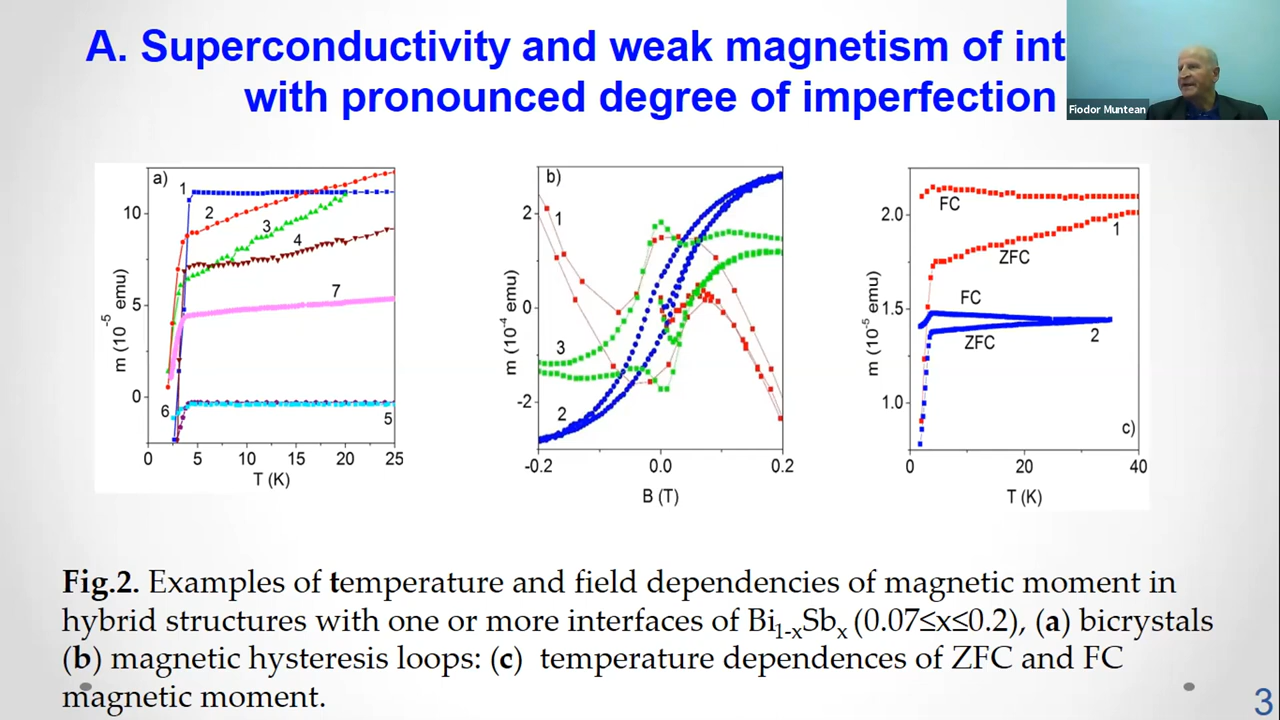 A. Superconductivity and weak magnetism of int
with pronounced degree of imperfection
Fiodor Muntean
a)
1
2
3
4
7
6
5
10
5
0
m (10⁻⁵ emu)
0 5 10 15 20 25
T (K)
b)
1
3
2
2
0
-2
m (10⁻⁴ emu)
-0.2 0.0 0.2
B (T)
FC
ZFC
1
FC
ZFC
2
c)
2.0
1.5
1.0
m (10⁻⁵ emu)
0 20 40
T (K)
Fig.2. Examples of temperature and field dependencies of magnetic moment in
hybrid structures with one or more interfaces of Bi₁₋ₓSbₓ (0.07≤x≤0.2), (a) bicrystals
(b) magnetic hysteresis loops: (c) temperature dependences of ZFC and FC
magnetic moment.
3